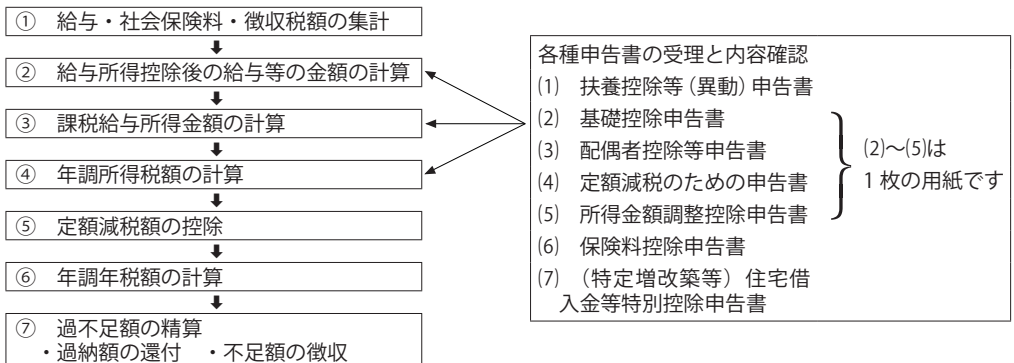 ① 給与・社会保険料・徴収税額の集計
② 給与所得控除後の給与等の金額の計算
③ 課税給与所得金額の計算
④ 年調所得税額の計算
⑤ 定額減税額の控除
⑥ 年調年税額の計算
⑦ 過不足額の精算
・過納額の還付 ・不足額の徴収
各種申告書の受理と内容確認
⑴ 扶養控除等(異動)申告書
⑵ 基礎控除申告書
⑶ 配偶者控除等申告書
⑷ 定額減税のための申告書
⑸ 所得金額調整控除申告書
⑵～⑸は
1枚の用紙です
⑹ 保険料控除申告書
⑺ (特定増改築等)住宅借
入金等特別控除申告書